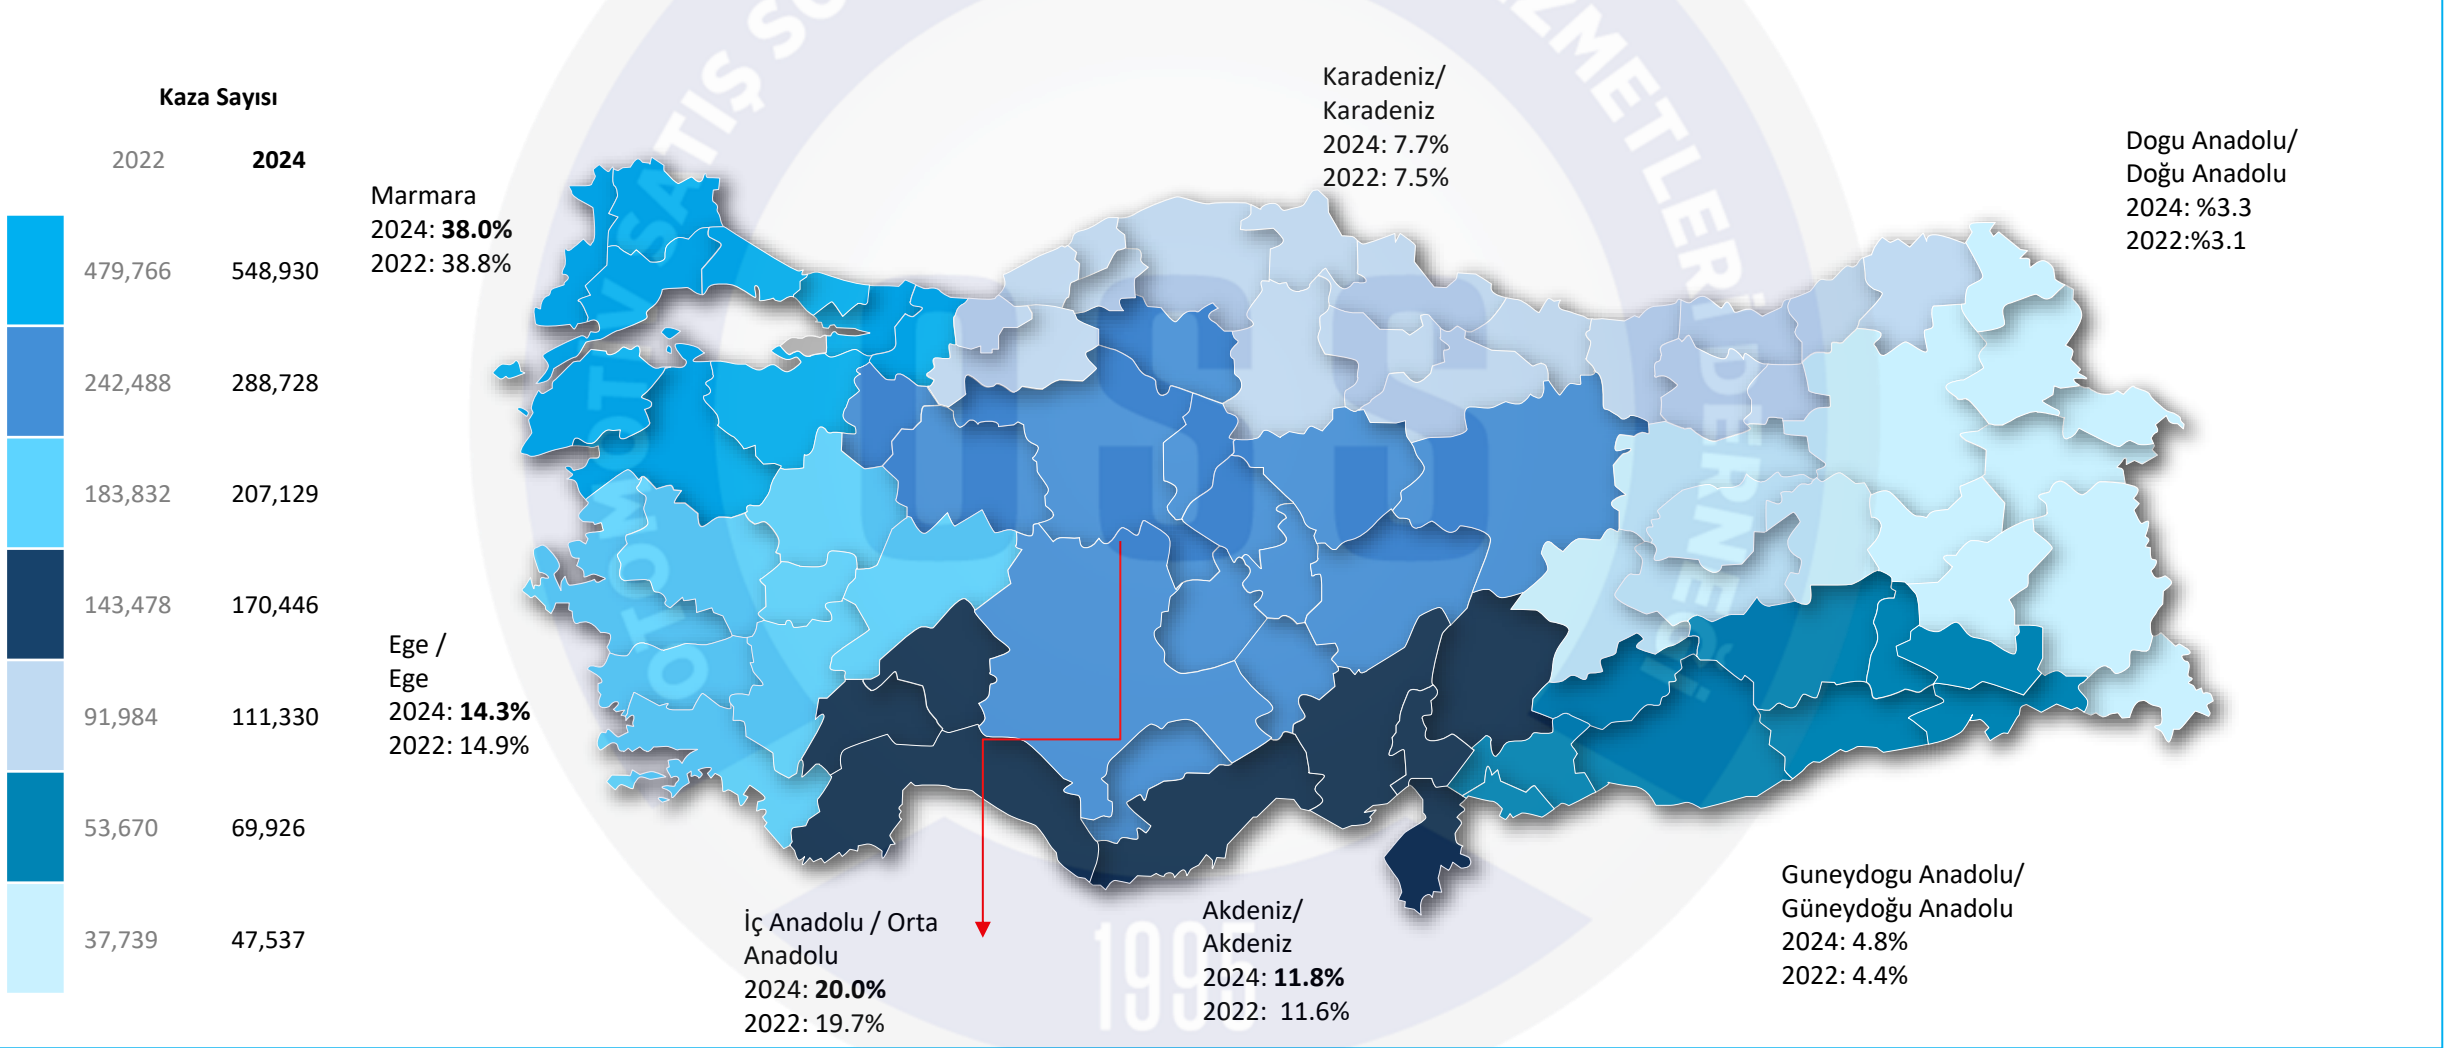 Kaza Sayısı
2022 2024
479,766 548,930
242,488 288,728
183,832 207,129
143,478 170,446
91,984 111,330
53,670 69,926
37,739 47,537
Marmara
2024: 38.0%
2022: 38.8%
Karadeniz/
Karadeniz
2024: 7.7%
2022: 7.5%
Dogu Anadolu/
Doğu Anadolu
2024: %3.3
2022:%3.1
Ege /
Ege
2024: 14.3%
2022: 14.9%
İç Anadolu / Orta
Anadolu
2024: 20.0%
2022: 19.7%
Akdeniz/
Akdeniz
2024: 11.8%
2022: 11.6%
Guneydogu Anadolu/
Güneydoğu Anadolu
2024: 4.8%
2022: 4.4%
OSS
1995